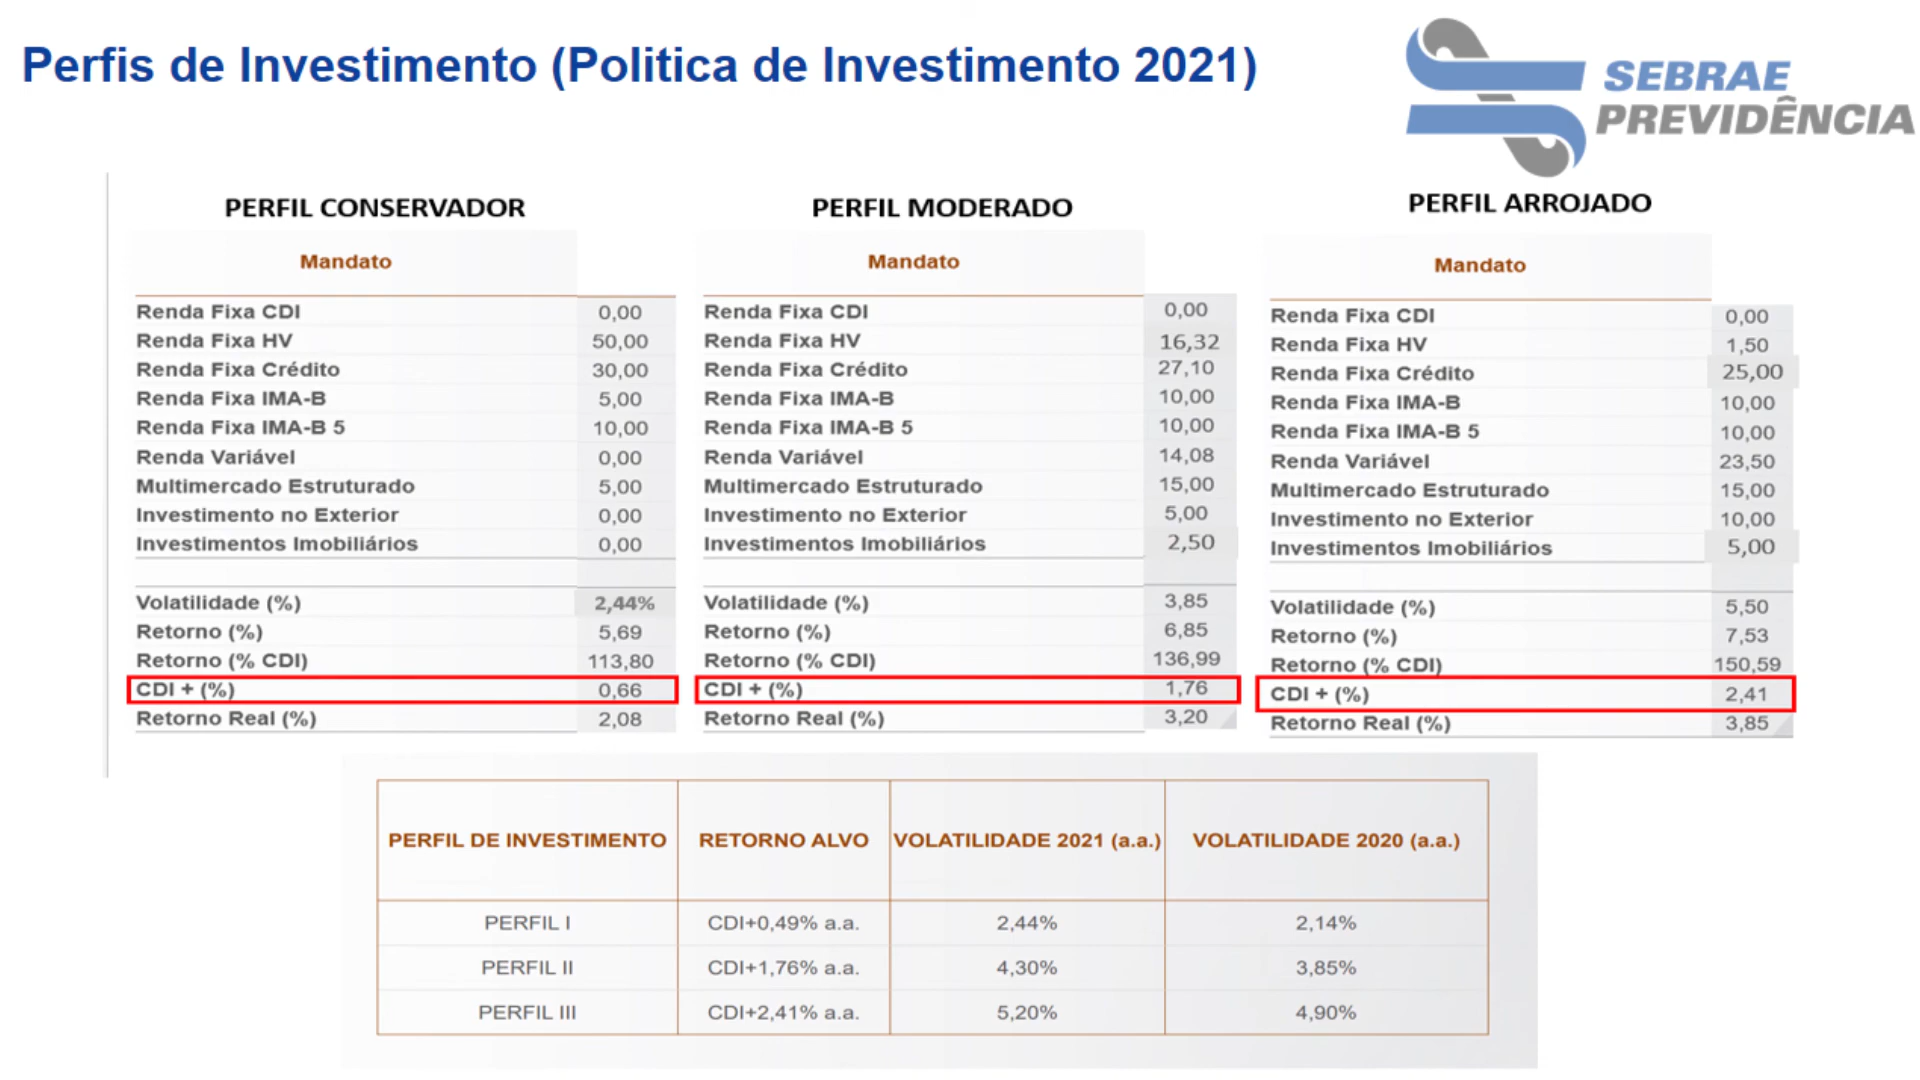 Perfis de Investimento (Politica de Investimento 2021)
SEBRAE
PREVIDÊNCIA
PERFIL CONSERVADOR
Mandato
Renda Fixa CDI 0,00
Renda Fixa HV 50,00
Renda Fixa Crédito 30,00
Renda Fixa IMA-B 5,00
Renda Fixa IMA-B 5 10,00
Renda Variável 0,00
Multimercado Estruturado 5,00
Investimento no Exterior 0,00
Investimentos Imobiliários 0,00
Volatilidade (%) 2,44%
Retorno (%) 5,69
Retorno (% CDI) 113,80
CDI + (%) 0,66
Retorno Real (%) 2,08
PERFIL MODERADO
Mandato
Renda Fixa CDI 0,00
Renda Fixa HV 16,32
Renda Fixa Crédito 27,10
Renda Fixa IMA-B 10,00
Renda Fixa IMA-B 5 10,00
Renda Variável 14,08
Multimercado Estruturado 15,00
Investimento no Exterior 5,00
Investimentos Imobiliários 2,50
Volatilidade (%) 3,85
Retorno (%) 6,85
Retorno (% CDI) 136,99
CDI + (%) 1,76
Retorno Real (%) 3,20
PERFIL ARROJADO
Mandato
Renda Fixa CDI 0,00
Renda Fixa HV 1,50
Renda Fixa Crédito 25,00
Renda Fixa IMA-B 10,00
Renda Fixa IMA-B 5 10,00
Renda Variável 23,50
Multimercado Estruturado 15,00
Investimento no Exterior 10,00
Investimentos Imobiliários 5,00
Volatilidade (%) 5,50
Retorno (%) 7,53
Retorno (% CDI) 150,59
CDI + (%) 2,41
Retorno Real (%) 3,85
PERFIL DE INVESTIMENTO RETORNO ALVO VOLATILIDADE 2021 (a.a.) VOLATILIDADE 2020 (a.a.)
PERFIL I CDI+0,49% a.a. 2,44% 2,14%
PERFIL II CDI+1,76% a.a. 4,30% 3,85%
PERFIL III CDI+2,41% a.a. 5,20% 4,90%